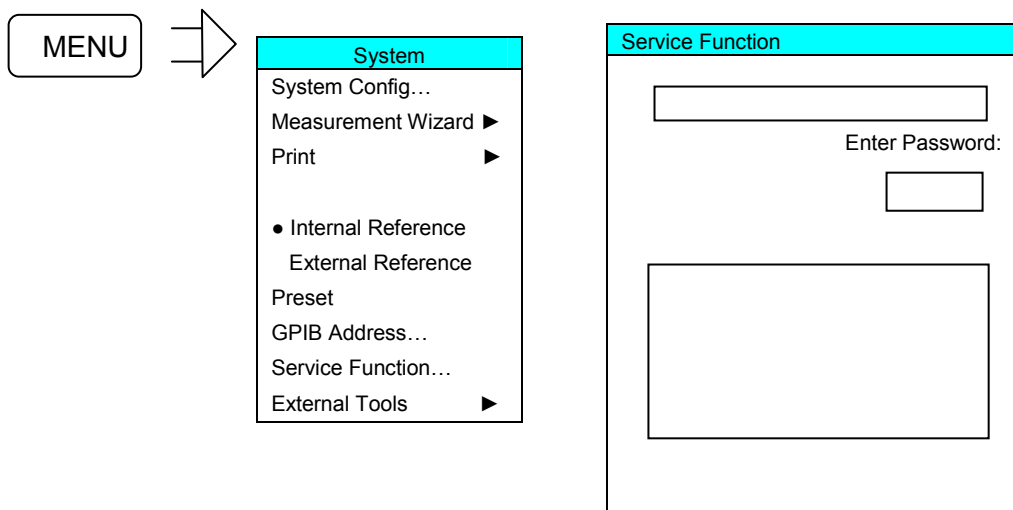 MENU
System
System Config…
Measurement Wizard ►
Print ►
● Internal Reference
External Reference
Preset
GPIB Address…
Service Function…
External Tools ►
Service Function
Enter Password: